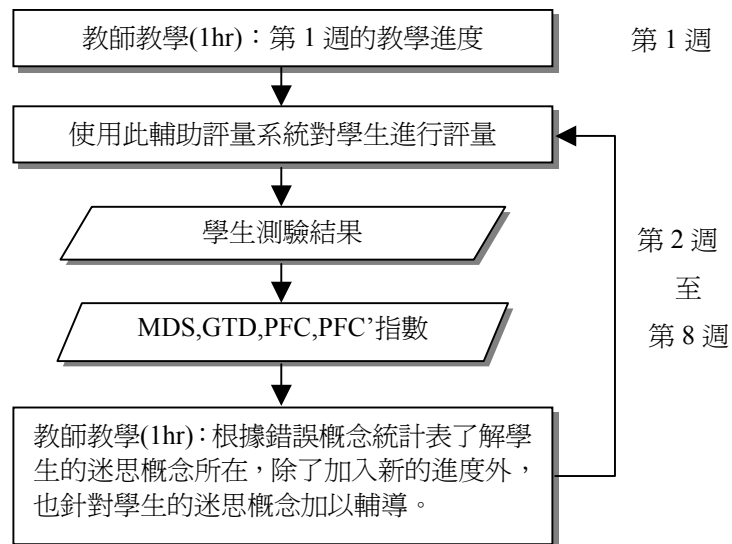 教師教學(1hr)：第 1 週的教學進度
第 1 週
使用此輔助評量系統對學生進行評量
學生測驗結果
MDS,GTD,PFC,PFC’指數
第 2 週
至
第 8 週
教師教學(1hr)：根據錯誤概念統計表了解學
生的迷思概念所在，除了加入新的進度外，
也針對學生的迷思概念加以輔導。